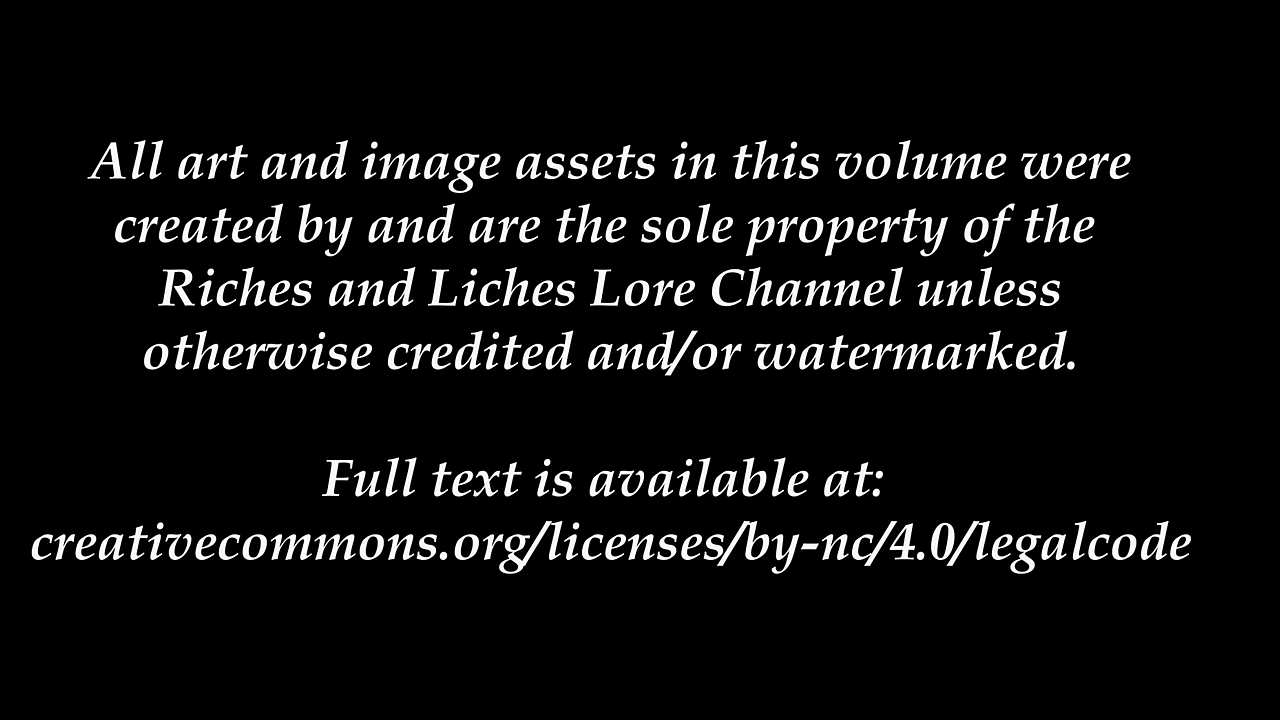 All art and image assets in this volume were
created by and are the sole property of the
Riches and Liches Lore Channel unless
otherwise credited and/or watermarked.
Full text is available at:
creativecommons.org/licenses/by-nc/4.0/legalcode